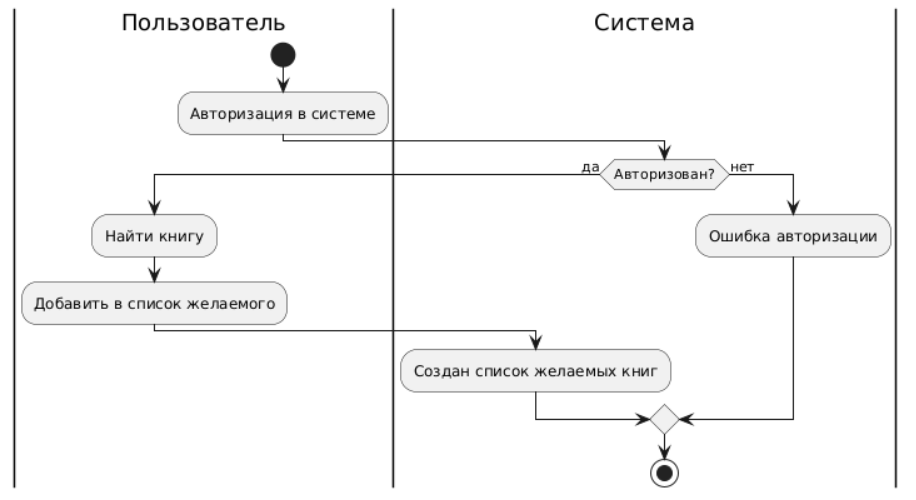 Пользователь
Система
Авторизация в системе
да
Авторизован?
нет
Найти книгу
Ошибка авторизации
Добавить в список желаемого
Создан список желаемых книг